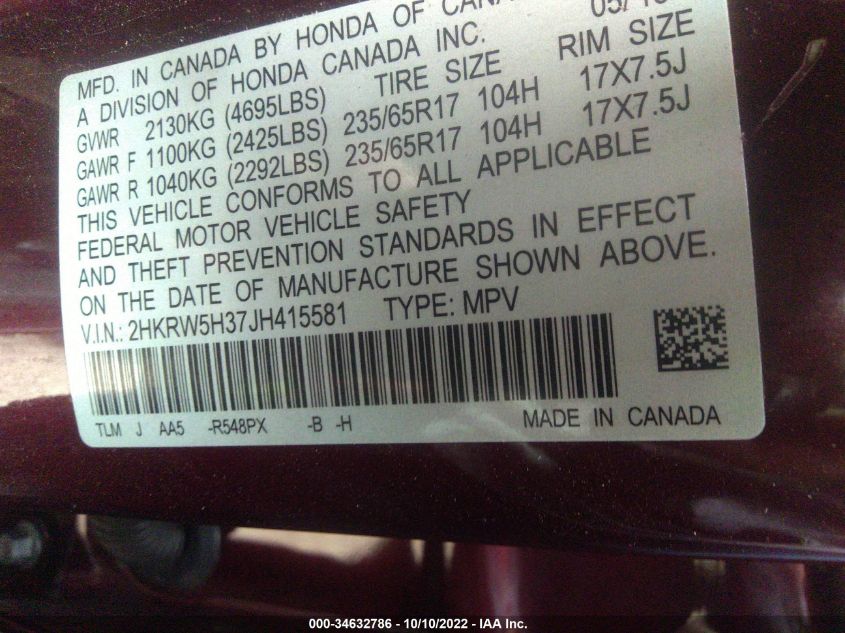 MFD. IN CANADA BY HONDA OF
A DIVISION OF HONDA CANADA INC.
TIRE SIZE RIM SIZE
GVWR 2130KG (4695LBS)
GAWR F 1100KG (2425LBS) 235/65R17 104H 17X7.5J
GAWR R 1040KG (2292LBS) 235/65R17 104H 17X7.5J
THIS VEHICLE CONFORMS TO ALL APPLICABLE
FEDERAL MOTOR VEHICLE SAFETY
AND THEFT PREVENTION STANDARDS IN EFFECT
ON THE DATE OF MANUFACTURE SHOWN ABOVE.
V.I.N.: 2HKRW5H37JH415581 TYPE: MPV
TLM J AA5 -R548PX -B -H
MADE IN CANADA
000-34632786 - 10/10/2022 - IAA Inc.